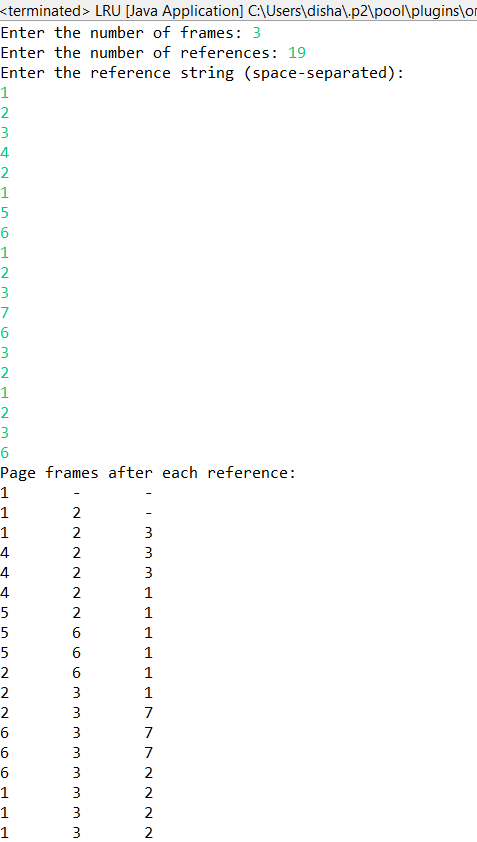 <terminated> LRU [Java Application] C:\Users\disha\.p2\pool\plugins\or
Enter the number of frames: 3
Enter the number of references: 19
Enter the reference string (space-separated):
1
2
3
4
2
1
5
6
1
2
3
7
6
3
2
1
2
3
6
Page frames after each reference:
1 - -
1 2 -
1 2 3
4 2 3
4 2 3
4 2 1
5 2 1
5 6 1
5 6 1
2 6 1
2 3 1
2 3 7
6 3 7
6 3 7
6 3 2
1 3 2
1 3 2
1 3 2